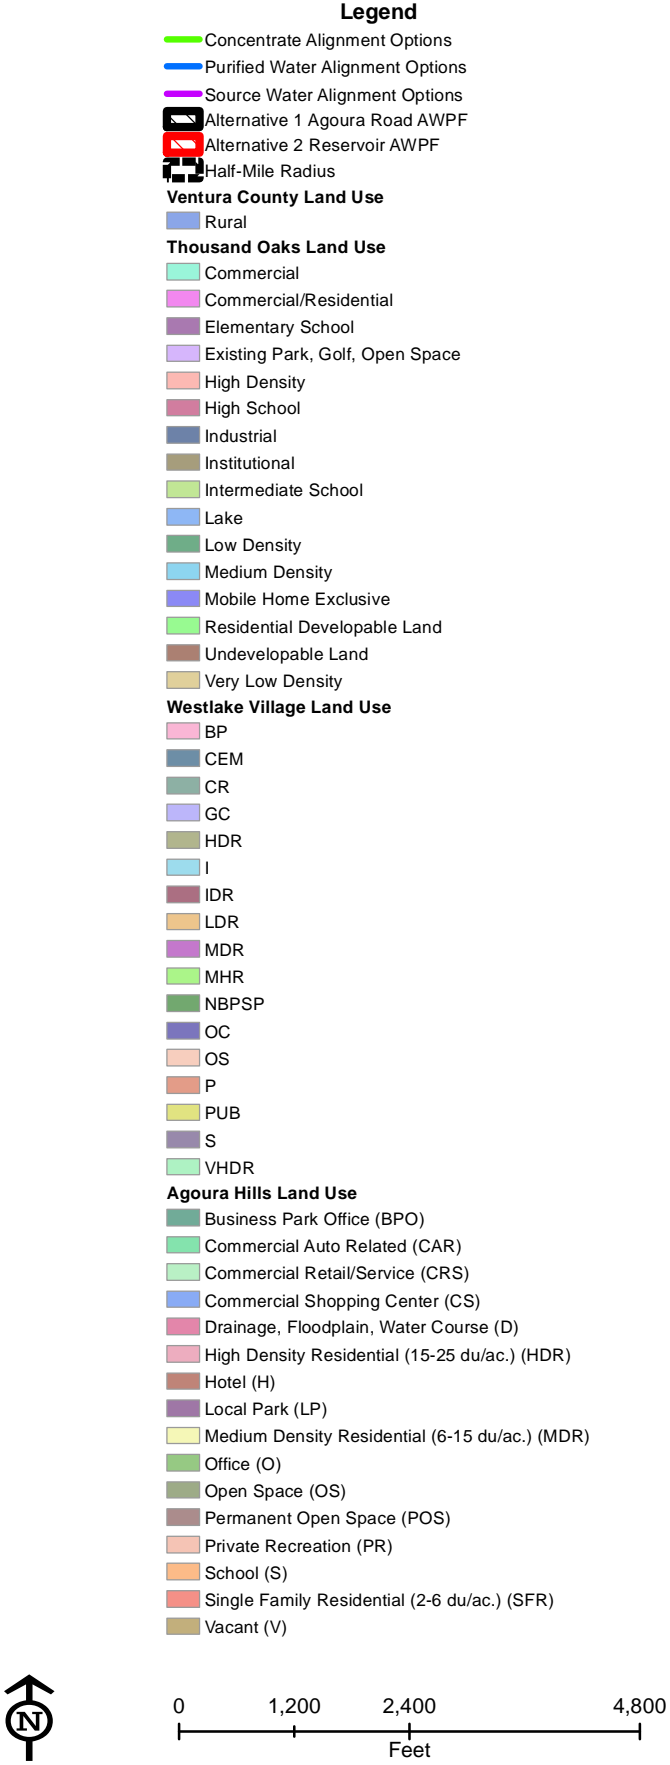 Legend
Concentrate Alignment Options
Purified Water Alignment Options
Source Water Alignment Options
Alternative 1 Agoura Road AWPF
Alternative 2 Reservoir AWPF
Half-Mile Radius
Ventura County Land Use
Rural
Thousand Oaks Land Use
Commercial
Commercial/Residential
Elementary School
Existing Park, Golf, Open Space
High Density
High School
Industrial
Institutional
Intermediate School
Lake
Low Density
Medium Density
Mobile Home Exclusive
Residential Developable Land
Undevelopable Land
Very Low Density
Westlake Village Land Use
BP
CEM
CR
GC
HDR
I
IDR
LDR
MDR
MHR
NBPSP
OC
OS
P
PUB
S
VHDR
Agoura Hills Land Use
Business Park Office (BPO)
Commercial Auto Related (CAR)
Commercial Retail/Service (CRS)
Commercial Shopping Center (CS)
Drainage, Floodplain, Water Course (D)
High Density Residential (15-25 du/ac.) (HDR)
Hotel (H)
Local Park (LP)
Medium Density Residential (6-15 du/ac.) (MDR)
Office (O)
Open Space (OS)
Permanent Open Space (POS)
Private Recreation (PR)
School (S)
Single Family Residential (2-6 du/ac.) (SFR)
Vacant (V)
N
0 1,200 2,400 4,800
Feet